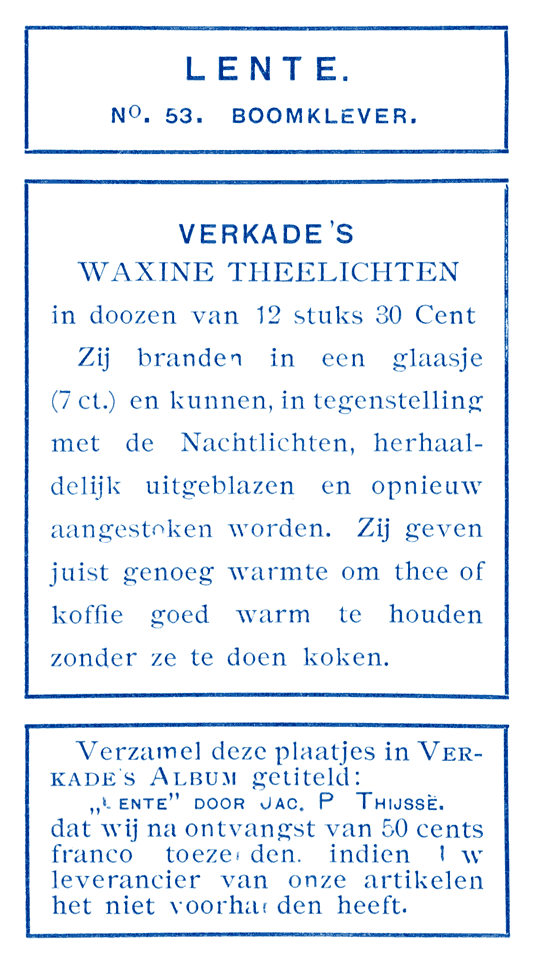 LENTE.
Nº. 53. BOOMKLEVER.
VERKADE'S
WAXINE THEELICHTEN
in doozen van 12 stuks 30 Cent
Zij branden in een glaasje
(7 ct.) en kunnen, in tegenstelling
met de Nachtlichten, herhaal-
delijk uitgeblazen en opnieuw
aangestoken worden. Zij geven
juist genoeg warmte om thee of
koffie goed warm te houden
zonder ze te doen koken.
Verzamel deze plaatjes in VER-
KADE'S ALBUM getiteld:
„LENTE” DOOR JAC. P THIJSSE.
dat wij na ontvangst van 50 cents
franco toezenden. indien Uw
leverancier van onze artikelen
het niet voorhanden heeft.